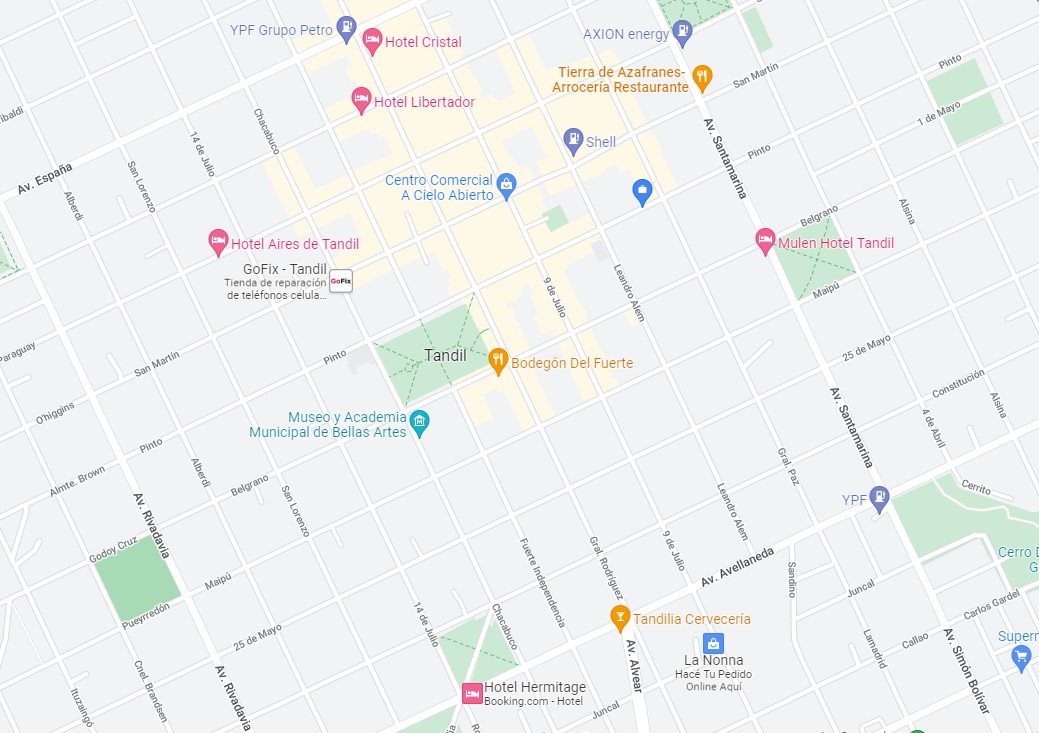 YPF Grupo Petro
Hotel Cristal
AXION energy
Pinto
San Martín
Tierra de Azafranes-
Arrocería Restaurante
Hotel Libertador
1 de Mayo
14 de Julio
Chacabuco
Av. Santamarina
Shell
Pinto
Av. España
San Lorenzo
Alberdi
Centro Comercial
A Cielo Abierto
Belgrano
Alsina
Hotel Aires de Tandil
Mulen Hotel Tandil
GoFix - Tandil
Tienda de reparación
de teléfonos celula...
GoFix
9 de Julio
Leandro Alem
Maipú
Paraguay
San Martín
Pinto
Tandil
Bodegón Del Fuerte
25 de Mayo
Constitución
O'higgins
Museo y Academia
Municipal de Bellas Artes
Av. Santamarina
4 de Abril
Alsina
Pinto
Almte. Brown
Alberdi
Belgrano
San Lorenzo
Gral. Paz
Leandro Alem
YPF
Cerrito
Av. Rivadavia
Godoy Cruz
Fuerte Independencia
Gral. Rodríguez
9 de Julio
Av. Avellaneda
Sandino
Cerro D
G
Maipú
Pueyrredón
Juncal
Carlos Gardel
14 de Julio
Chacabuco
Tandilia Cervecería
25 de Mayo
Callao
Lamadrid
Superm
Av. Simón Bolívar
Av. Alvear
La Nonna
Hacé Tu Pedido
Online Aquí
Cnel. Brandsen
Ituzaingó
Av. Rivadavia
Hotel Hermitage
Booking.com - Hotel
Juncal